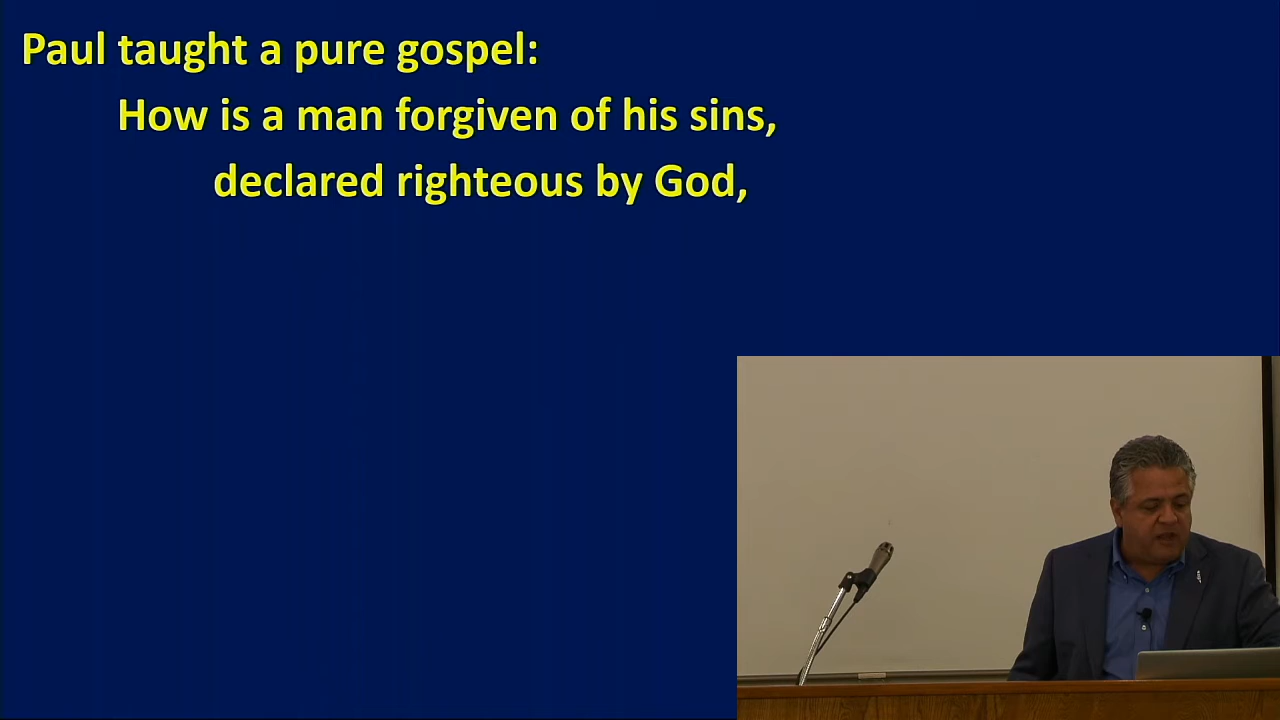 Paul taught a pure gospel:
How is a man forgiven of his sins,
declared righteous by God,